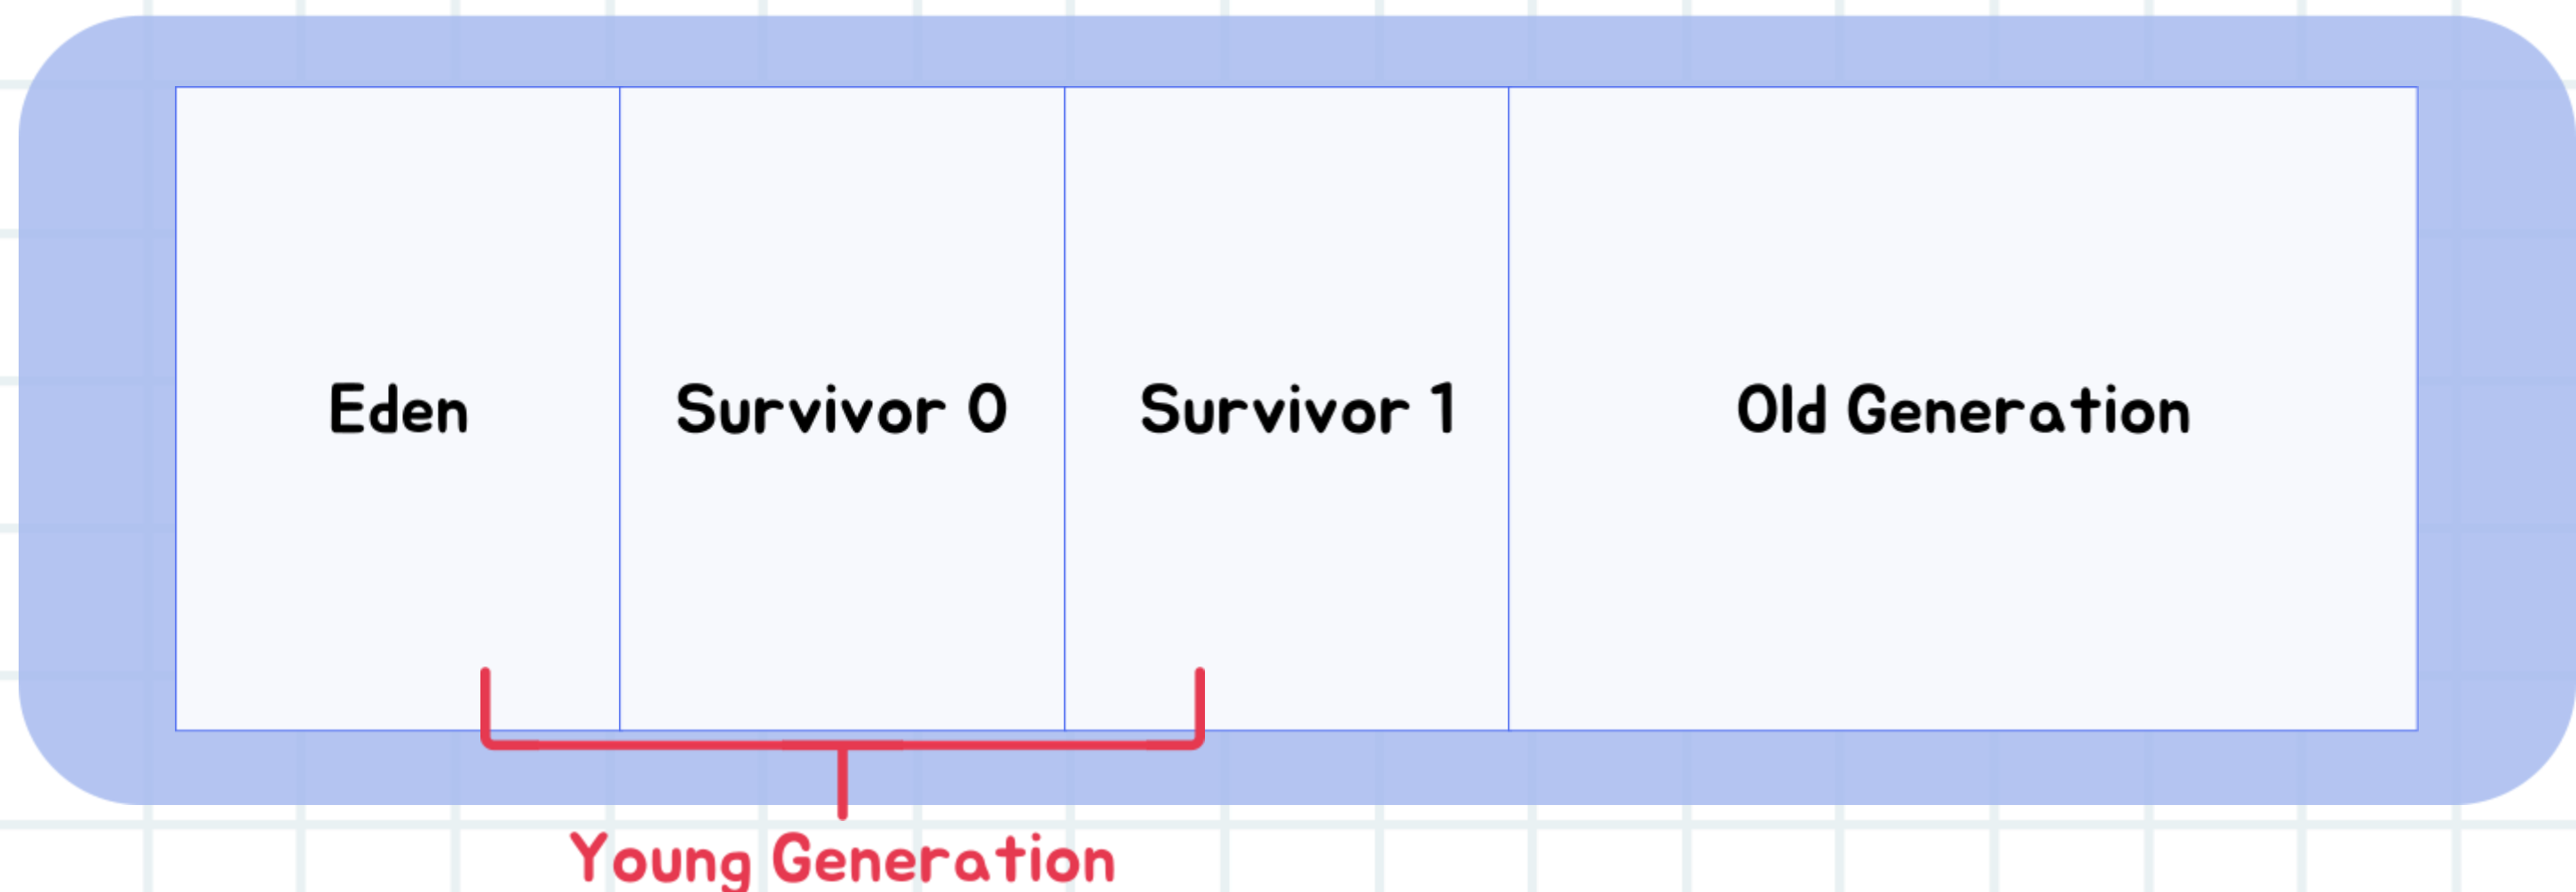 Eden
Survivor 0
Survivor 1
Old Generation
Young Generation